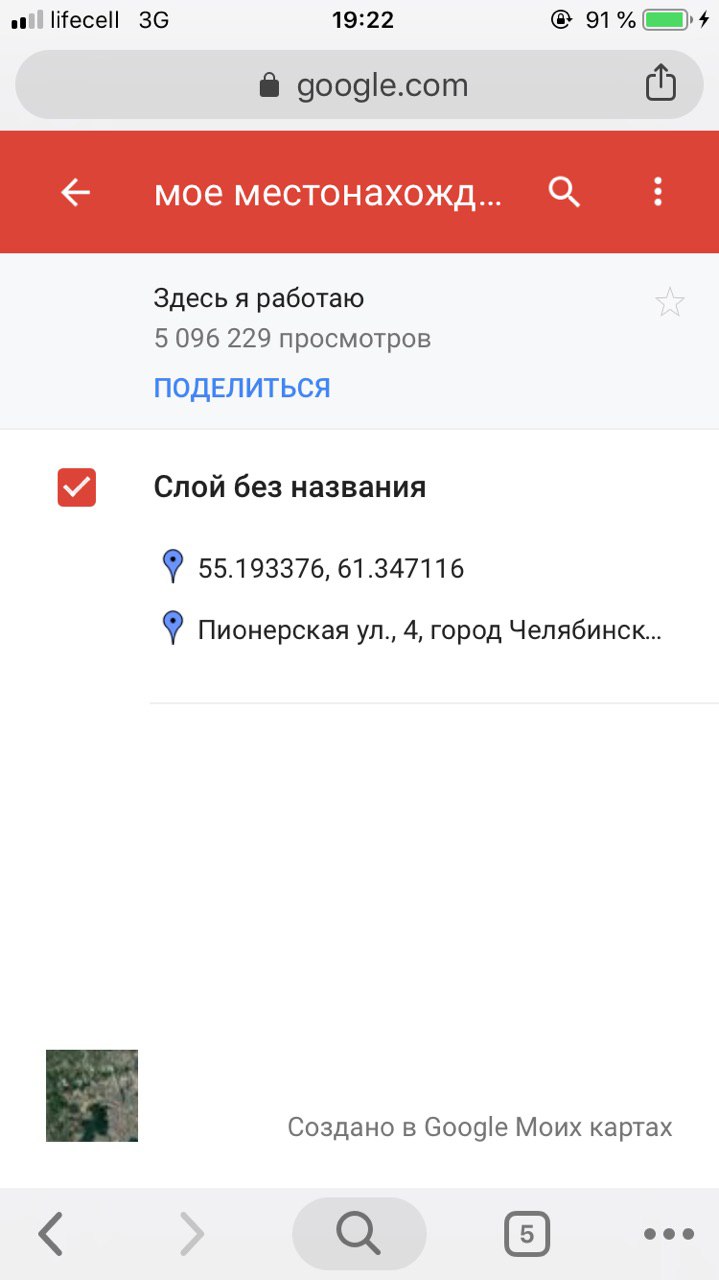 lifecell 3G 19:22 91 %
google.com
мое местонахожд...
Здесь я работаю
5 096 229 просмотров
ПОДЕЛИТЬСЯ
Слой без названия
55.193376, 61.347116
Пионерская ул., 4, город Челябинск...
Создано в Google Моих картах
5